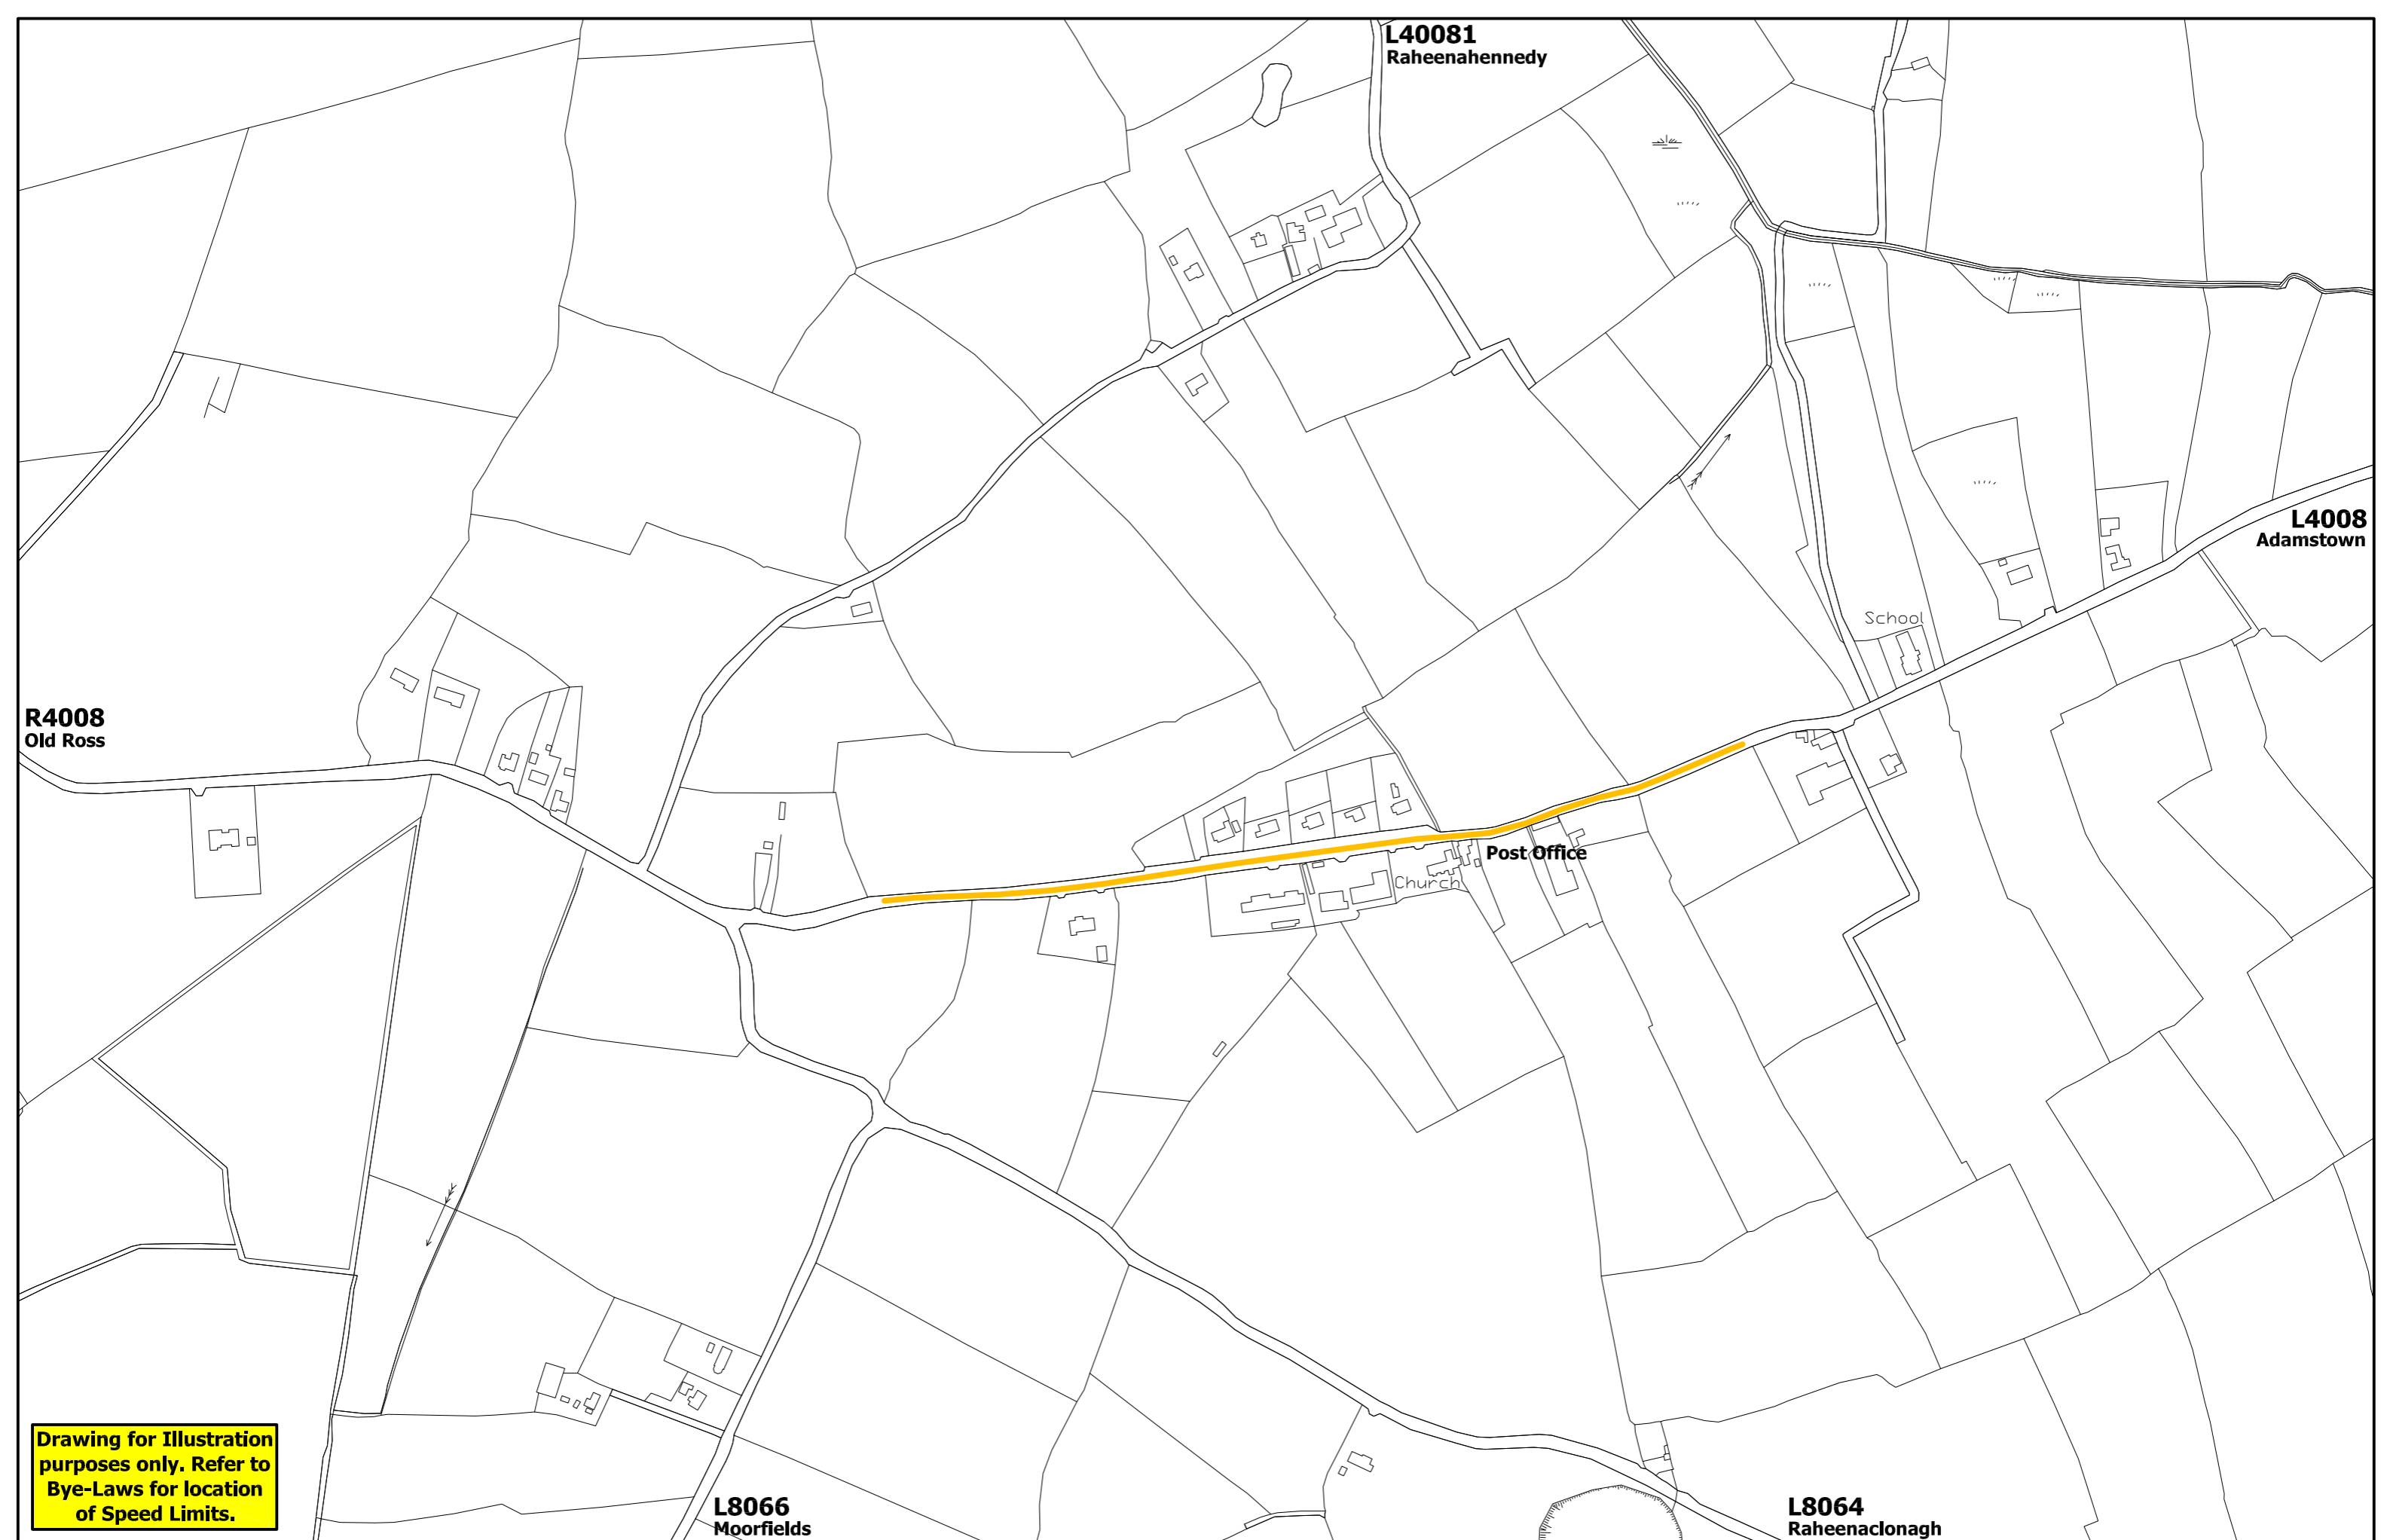 L40081
Raheenahennedy
L4008
Adamstown
School
R4008
Old Ross
Post Office
Church
Drawing for Illustration
purposes only. Refer to
Bye-Laws for location
of Speed Limits.
L8066
Moorfields
L8064
Raheenaclonagh